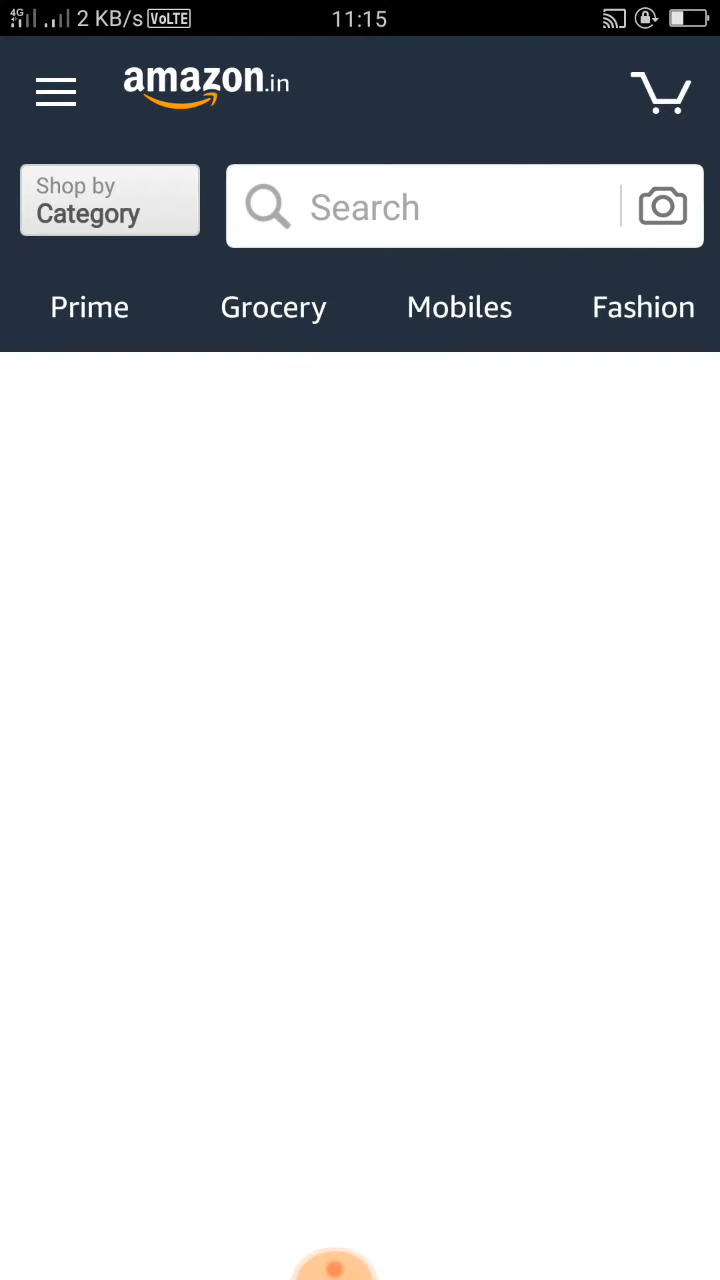 4G 2 KB/s VoLTE 11:15
amazon.in
Shop by
Category
Search
Prime Grocery Mobiles Fashion